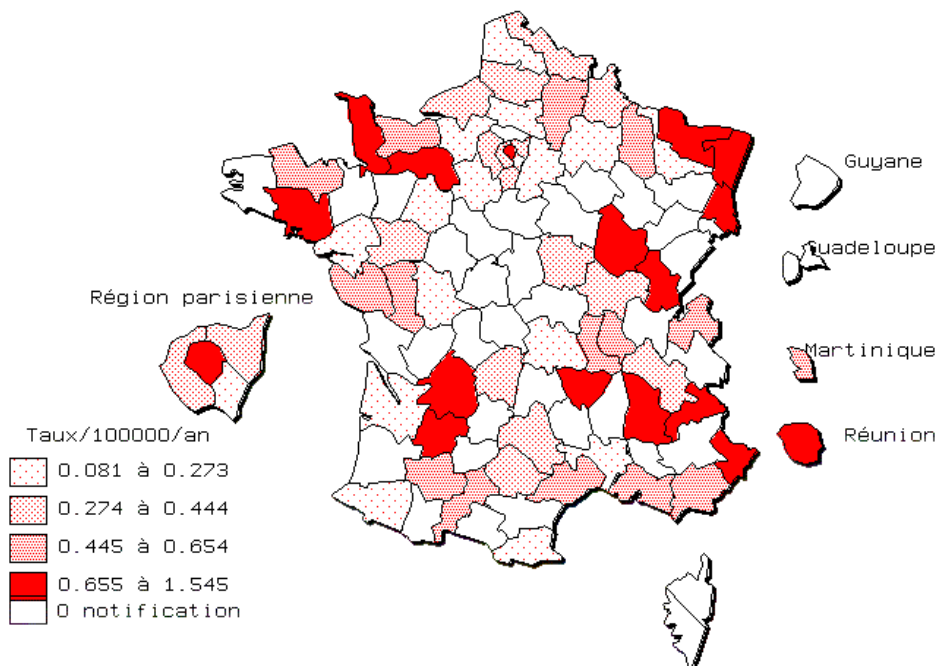 Guyane
Guadeloupe
Région parisienne
Martinique
Taux/100000/an
Réunion
0.081 à 0.273
0.274 à 0.444
0.445 à 0.654
0.655 à 1.545
0 notification